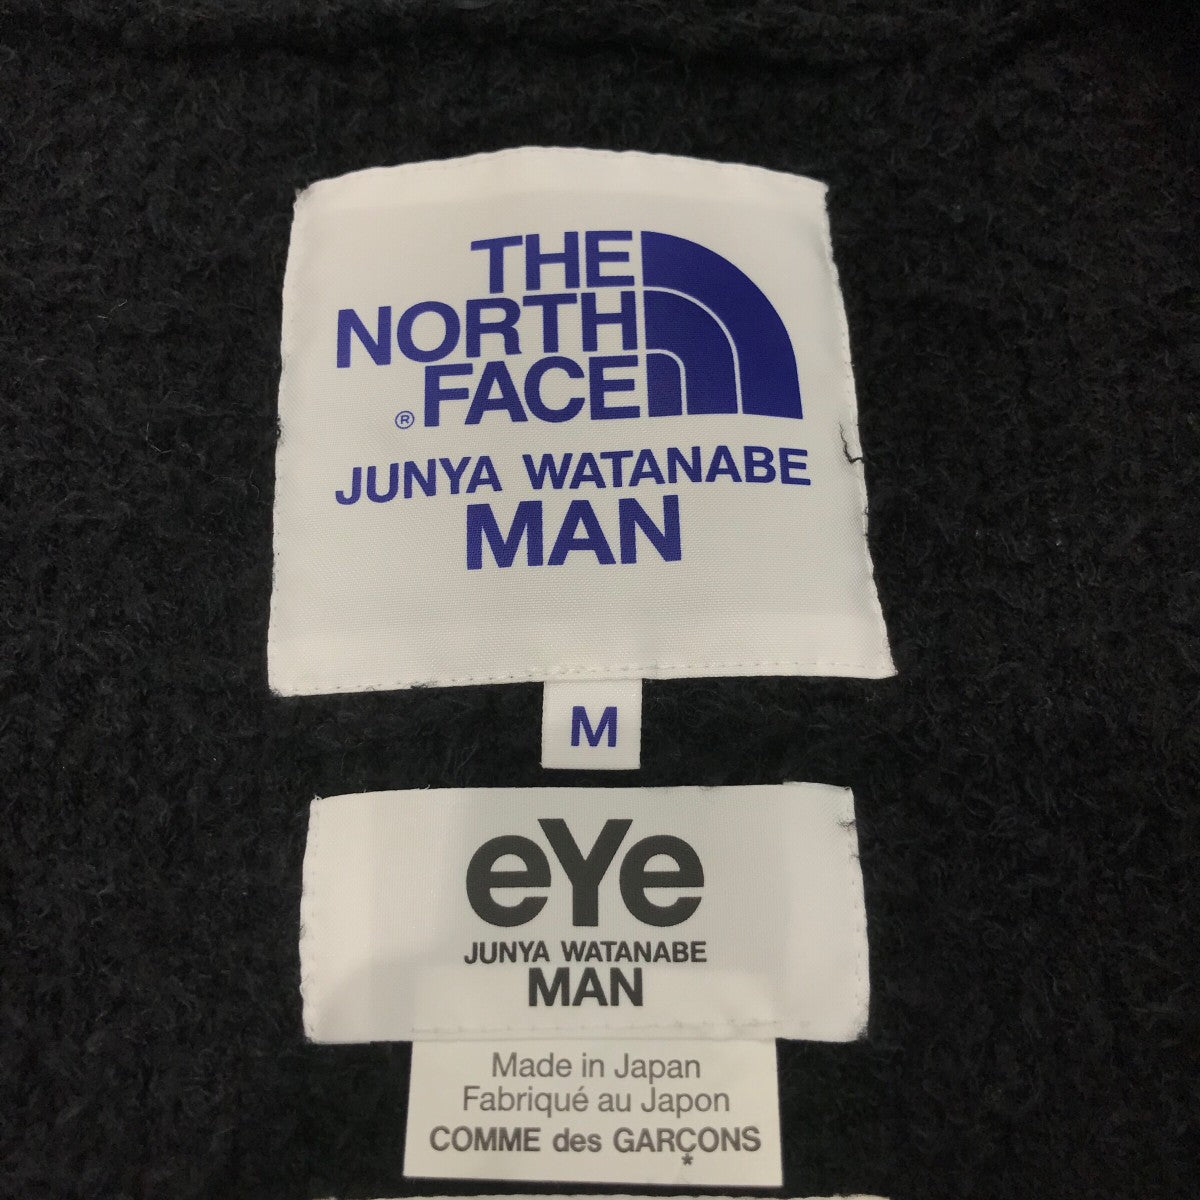 THE
NORTH
® FACE
JUNYA WATANABE
MAN
M
eYe
JUNYA WATANABE
MAN
Made in Japan
Fabriqué au Japon
COMME des GARÇONS
*